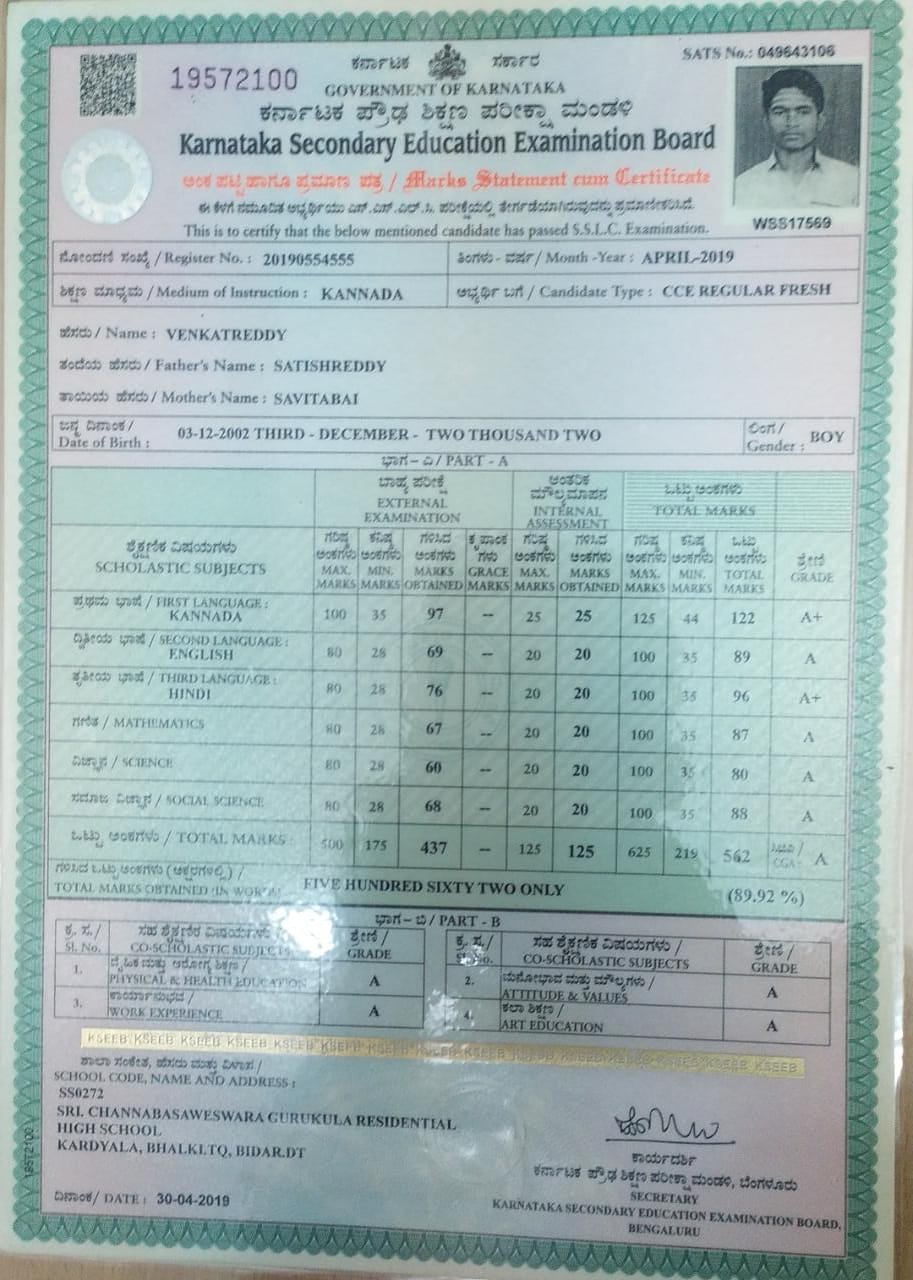 19572100
ಕರ್ನಾಟಕ ಸರ್ಕಾರ
SATS No.: 049643106
GOVERNMENT OF KARNATAKA
ಕರ್ನಾಟಕ ಪ್ರೌಢ ಶಿಕ್ಷಣ ಪರೀಕ್ಷಾ ಮಂಡಳಿ
Karnataka Secondary Education Examination Board
ಅಂಕ ಪಟ್ಟಿ ಹಾಗೂ ಪ್ರಮಾಣ ಪತ್ರ / Marks Statement cum Certificate
ಈ ಕೆಳಗೆ ನಮೂದಿತ ಅಭ್ಯರ್ಥಿಯು ಎಸ್.ಎಸ್.ಎಲ್.ಸಿ. ಪರೀಕ್ಷೆಯಲ್ಲಿ ತೇರ್ಗಡೆಯಾಗಿರುವುದನ್ನು ಪ್ರಮಾಣೀಕರಿಸಿದೆ.
This is to certify that the below mentioned candidate has passed S.S.L.C. Examination.
WSS17569
ನೋಂದಣಿ ಸಂಖ್ಯೆ / Register No. : 20190554555
ತಿಂಗಳು - ವರ್ಷ / Month -Year : APRIL-2019
ಶಿಕ್ಷಣ ಮಾಧ್ಯಮ / Medium of Instruction : KANNADA
ಅಭ್ಯರ್ಥಿ ಬಗೆ / Candidate Type : CCE REGULAR FRESH
ಹೆಸರು / Name : VENKATREDDY
ತಂದೆಯ ಹೆಸರು / Father's Name : SATISHREDDY
ತಾಯಿಯ ಹೆಸರು / Mother's Name : SAVITABAI
ಜನ್ಮ ದಿನಾಂಕ /
Date of Birth : 03-12-2002 THIRD - DECEMBER - TWO THOUSAND TWO
ಲಿಂಗ /
Gender : BOY
ಭಾಗ - ಎ / PART - A
ಬಾಹ್ಯ ಪರೀಕ್ಷೆ
EXTERNAL
EXAMINATION
ಆಂತರಿಕ
ಮೌಲ್ಯಮಾಪನ
INTERNAL
ASSESSMENT
ಒಟ್ಟು ಅಂಕಗಳು
TOTAL MARKS
ಶೈಕ್ಷಣಿಕ ವಿಷಯಗಳು
SCHOLASTIC SUBJECTS
ಗರಿಷ್ಠ ಅಂಕಗಳು MAX. MARKS
ಕನಿಷ್ಠ ಅಂಕಗಳು MIN. MARKS
ಗಳಿಸಿದ ಅಂಕಗಳು MARKS OBTAINED
ಕೃಪಾಂಕಗಳು GRACE MARKS
ಗರಿಷ್ಠ ಅಂಕಗಳು MAX. MARKS
ಗಳಿಸಿದ ಅಂಕಗಳು MARKS OBTAINED
ಗರಿಷ್ಠ ಅಂಕಗಳು MAX. MARKS
ಕನಿಷ್ಠ ಅಂಕಗಳು MIN. MARKS
ಒಟ್ಟು ಅಂಕಗಳು TOTAL MARKS
ಶ್ರೇಣಿ GRADE
ಪ್ರಥಮ ಭಾಷೆ / FIRST LANGUAGE :
KANNADA 100 35 97 -- 25 25 125 44 122 A+
ದ್ವಿತೀಯ ಭಾಷೆ / SECOND LANGUAGE :
ENGLISH 80 28 69 -- 20 20 100 35 89 A
ತೃತೀಯ ಭಾಷೆ / THIRD LANGUAGE :
HINDI 80 28 76 -- 20 20 100 35 96 A+
ಗಣಿತ / MATHEMATICS 80 28 67 -- 20 20 100 35 87 A
ವಿಜ್ಞಾನ / SCIENCE 80 28 60 -- 20 20 100 35 80 A
ಸಮಾಜ ವಿಜ್ಞಾನ / SOCIAL SCIENCE 80 28 68 -- 20 20 100 35 88 A
ಒಟ್ಟು ಅಂಕಗಳು / TOTAL MARKS : 500 175 437 -- 125 125 625 219 562 A
ಗಳಿಸಿದ ಒಟ್ಟು ಅಂಕಗಳು (ಅಕ್ಷರಗಳಲ್ಲಿ) /
TOTAL MARKS OBTAINED (IN WORDS) FIVE HUNDRED SIXTY TWO ONLY (89.92 %)
ಭಾಗ - ಬಿ / PART - B
ಕ್ರ. ಸ. /
Sl. No.
ಸಹ ಶೈಕ್ಷಣಿಕ ವಿಷಯಗಳು /
CO-SCHOLASTIC SUBJECTS
ಶ್ರೇಣಿ /
GRADE
ಕ್ರ. ಸ. /
Sl. No.
ಸಹ ಶೈಕ್ಷಣಿಕ ವಿಷಯಗಳು /
CO-SCHOLASTIC SUBJECTS
ಶ್ರೇಣಿ /
GRADE
1. ದೈಹಿಕ ಮತ್ತು ಆರೋಗ್ಯ ಶಿಕ್ಷಣ /
PHYSICAL & HEALTH EDUCATION A
2. ಮನೋಭಾವ ಮತ್ತು ಮೌಲ್ಯಗಳು /
ATTITUDE & VALUES A
3. ಕಾರ್ಯಾನುಭವ /
WORK EXPERIENCE A
4. ಕಲಾ ಶಿಕ್ಷಣ /
ART EDUCATION A
KSEEB KSEEB KSEEB KSEEB KSEEB KSEEB KSEEB KSEEB KSEEB KSEEB KSEEB KSEEB KSEEB KSEEB KSEEB
ಶಾಲಾ ಸಂಕೇತ, ಹೆಸರು ಮತ್ತು ವಿಳಾಸ /
SCHOOL CODE, NAME AND ADDRESS :
SS0272
SRI. CHANNABASAWESWARA GURUKULA RESIDENTIAL
HIGH SCHOOL
KARDYALA, BHALKI.TQ, BIDAR.DT
ದಿನಾಂಕ / DATE : 30-04-2019
ಕಾರ್ಯದರ್ಶಿ
ಕರ್ನಾಟಕ ಪ್ರೌಢ ಶಿಕ್ಷಣ ಪರೀಕ್ಷಾ ಮಂಡಳಿ, ಬೆಂಗಳೂರು
SECRETARY
KARNATAKA SECONDARY EDUCATION EXAMINATION BOARD,
BENGALURU
19572100